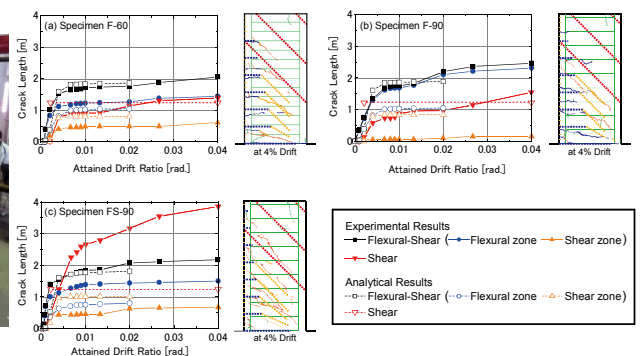 (a) Specimen F-60
Crack Length [m]
4
3
2
1
0
0 0.01 0.02 0.03 0.04
Attained Drift Ratio [rad.]
at 4% Drift
(b) Specimen F-90
Crack Length [m]
4
3
2
1
0
0 0.01 0.02 0.03 0.04
Attained Drift Ratio [rad.]
at 4% Drift
(c) Specimen FS-90
Crack Length [m]
4
3
2
1
0
0 0.01 0.02 0.03 0.04
Attained Drift Ratio [rad.]
at 4% Drift
Experimental Results
Flexural-Shear ( Flexural zone Shear zone)
Shear
Analytical Results
Flexural-Shear ( Flexural zone Shear zone)
Shear